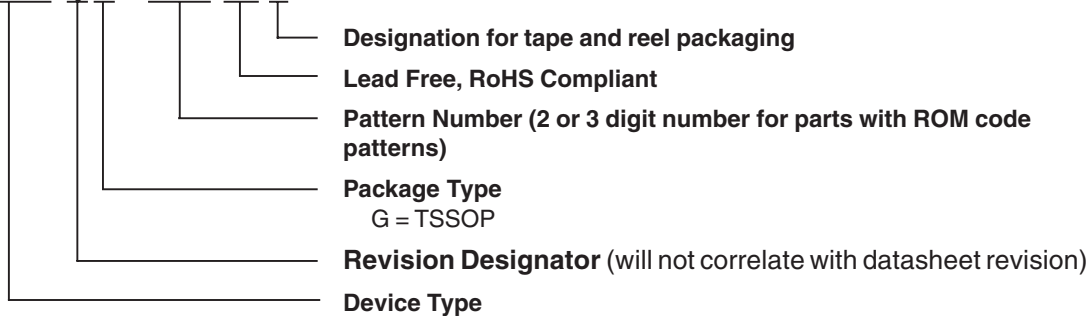 Designation for tape and reel packaging
Lead Free, RoHS Compliant
Pattern Number (2 or 3 digit number for parts with ROM code
patterns)
Package Type
G = TSSOP
Revision Designator (will not correlate with datasheet revision)
Device Type